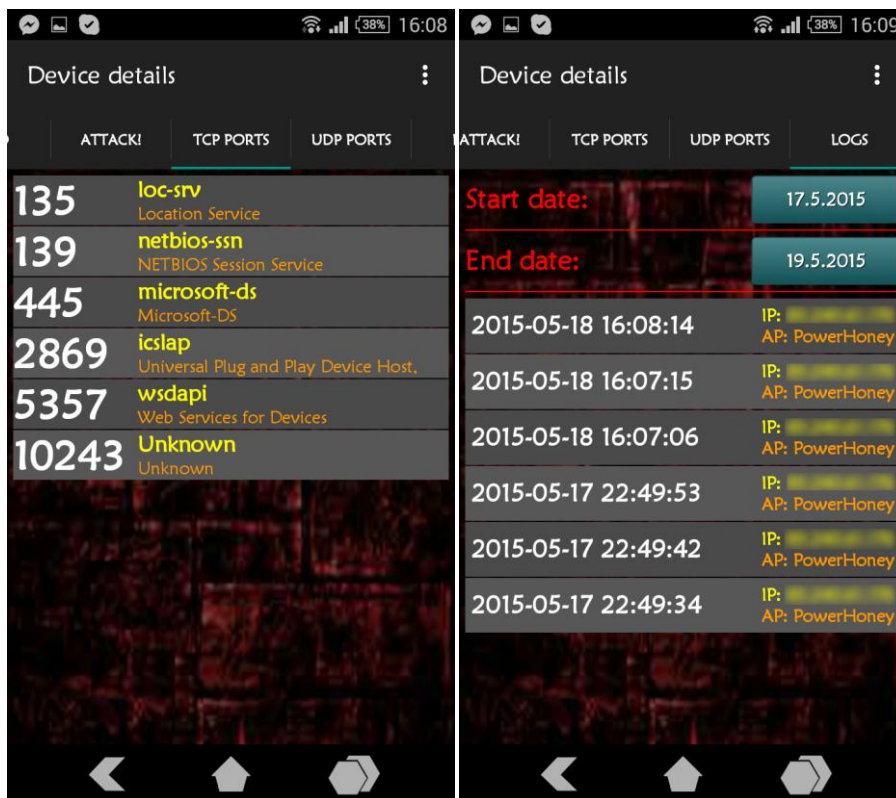 38% 16:08
Device details
ATTACK! TCP PORTS UDP PORTS
135 loc-srv
Location Service
139 netbios-ssn
NETBIOS Session Service
445 microsoft-ds
Microsoft-DS
2869 icslap
Universal Plug and Play Device Host,
5357 wsdapi
Web Services for Devices
10243 Unknown
Unknown
38% 16:09
Device details
ATTACK! TCP PORTS UDP PORTS LOGS
Start date: 17.5.2015
End date: 19.5.2015
2015-05-18 16:08:14 IP:
AP: PowerHoney
2015-05-18 16:07:15 IP:
AP: PowerHoney
2015-05-18 16:07:06 IP:
AP: PowerHoney
2015-05-17 22:49:53 IP:
AP: PowerHoney
2015-05-17 22:49:42 IP:
AP: PowerHoney
2015-05-17 22:49:34 IP:
AP: PowerHoney